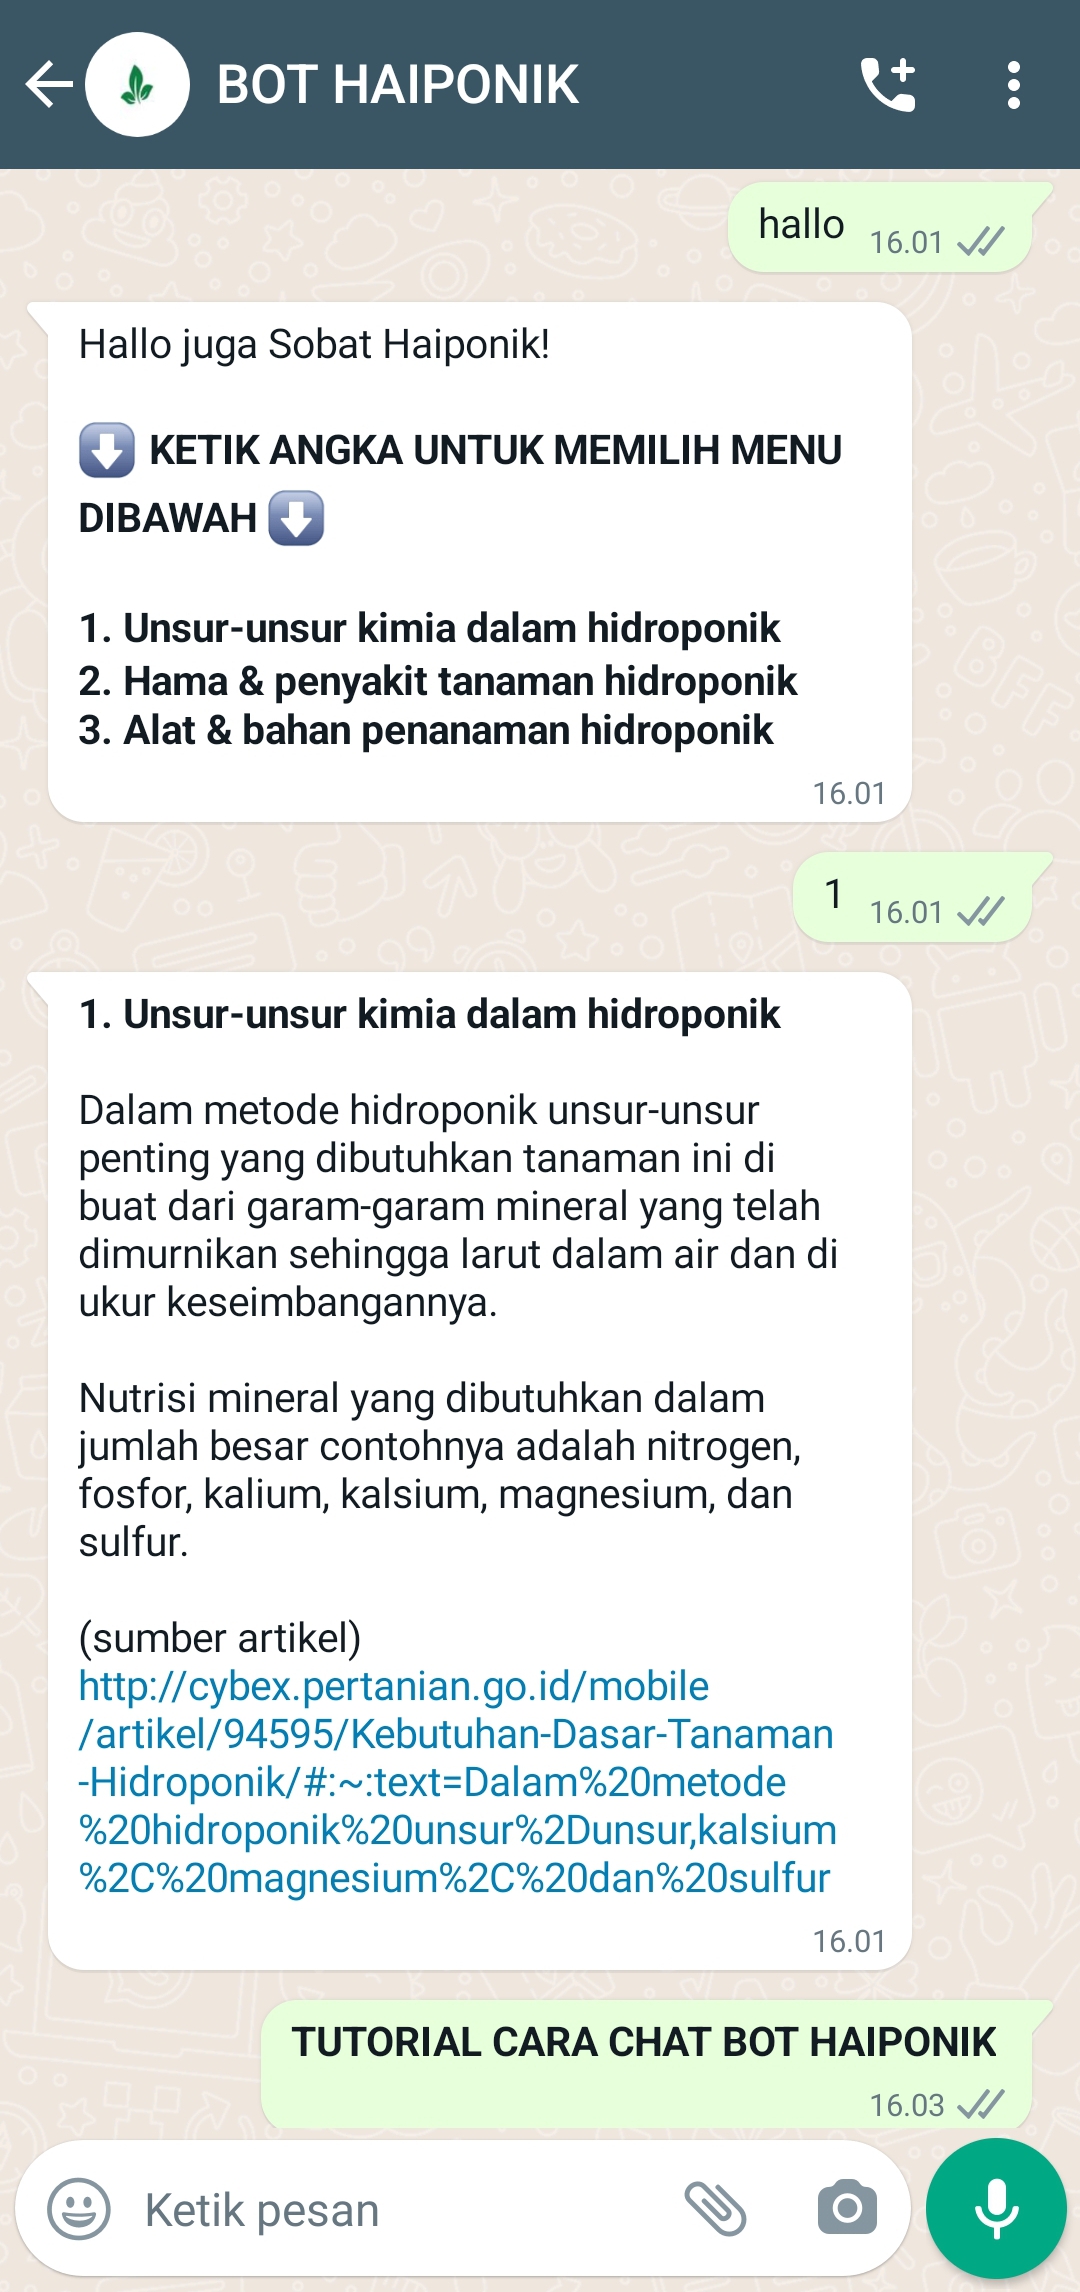 BOT HAIPONIK
hallo 16.01
Hallo juga Sobat Haiponik!
⬇️ KETIK ANGKA UNTUK MEMILIH MENU
DIBAWAH ⬇️
1. Unsur-unsur kimia dalam hidroponik
2. Hama & penyakit tanaman hidroponik
3. Alat & bahan penanaman hidroponik
16.01
1 16.01
1. Unsur-unsur kimia dalam hidroponik
Dalam metode hidroponik unsur-unsur
penting yang dibutuhkan tanaman ini di
buat dari garam-garam mineral yang telah
dimurnikan sehingga larut dalam air dan di
ukur keseimbangannya.
Nutrisi mineral yang dibutuhkan dalam
jumlah besar contohnya adalah nitrogen,
fosfor, kalium, kalsium, magnesium, dan
sulfur.
(sumber artikel)
http://cybex.pertanian.go.id/mobile
/artikel/94595/Kebutuhan-Dasar-Tanaman
-Hidroponik/#:~:text=Dalam%20metode
%20hidroponik%20unsur%2Dunsur,kalsium
%2C%20magnesium%2C%20dan%20sulfur
16.01
TUTORIAL CARA CHAT BOT HAIPONIK
16.03
Ketik pesan